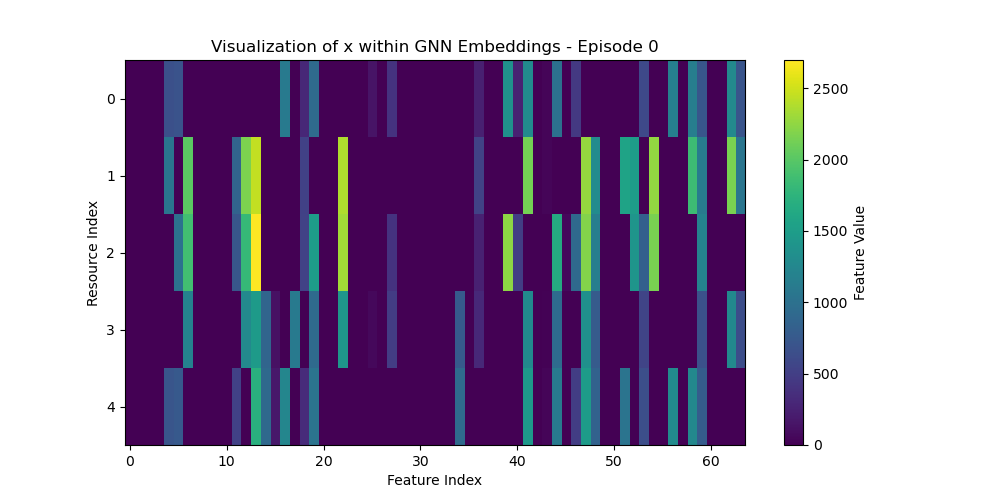 Visualization of x within GNN Embeddings - Episode 0
Resource Index
0
1
2
3
4
0 10 20 30 40 50 60
Feature Index
2500
2000
1500
1000
500
0
Feature Value